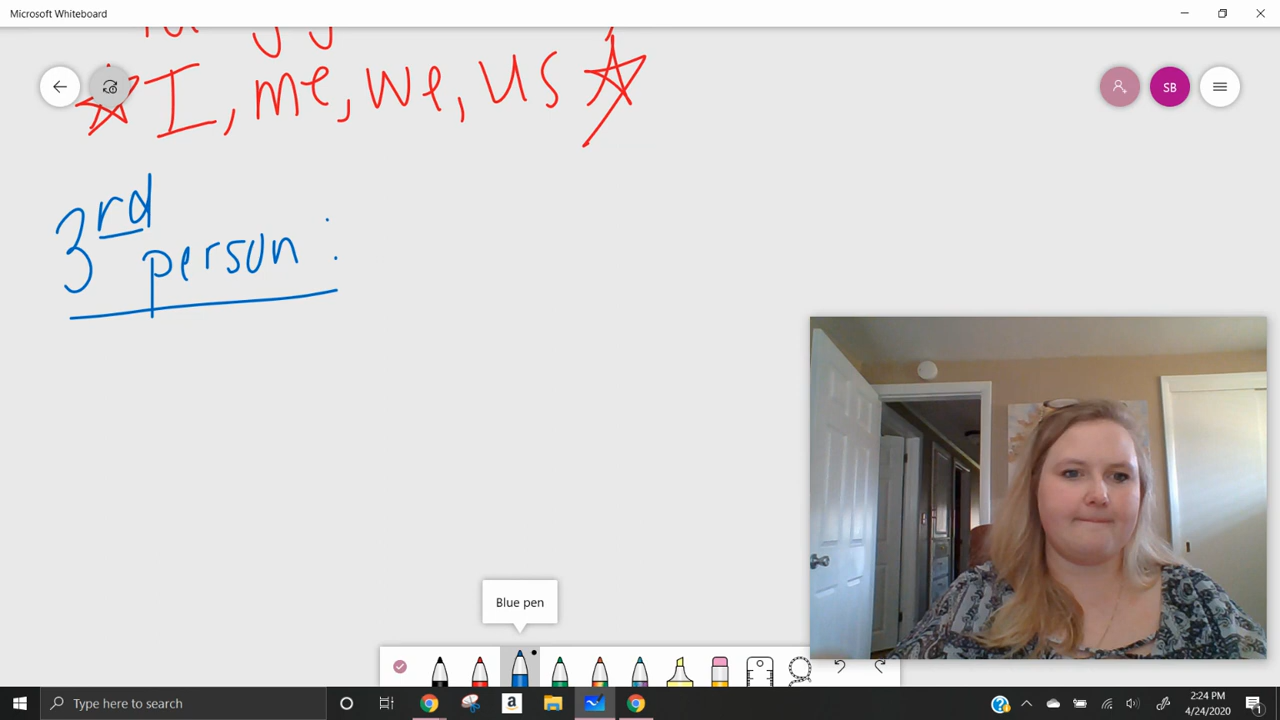 Microsoft Whiteboard
I, me, we, us
SB
3rd person:
Blue pen
Type here to search
a
2:24 PM
4/24/2020
1